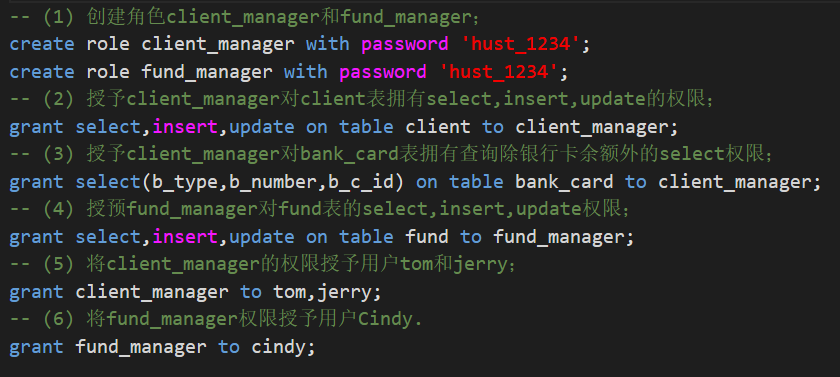 -- (1) 创建角色client_manager和fund_manager;
create role client_manager with password 'hust_1234';
create role fund_manager with password 'hust_1234';
-- (2) 授予client_manager对client表拥有select,insert,update的权限;
grant select,insert,update on table client to client_manager;
-- (3) 授予client_manager对bank_card表拥有查询除银行卡余额外的select权限;
grant select(b_type,b_number,b_c_id) on table bank_card to client_manager;
-- (4) 授预fund_manager对fund表的select,insert,update权限;
grant select,insert,update on table fund to fund_manager;
-- (5) 将client_manager的权限授予用户tom和jerry;
grant client_manager to tom,jerry;
-- (6) 将fund_manager权限授予用户Cindy.
grant fund_manager to cindy;